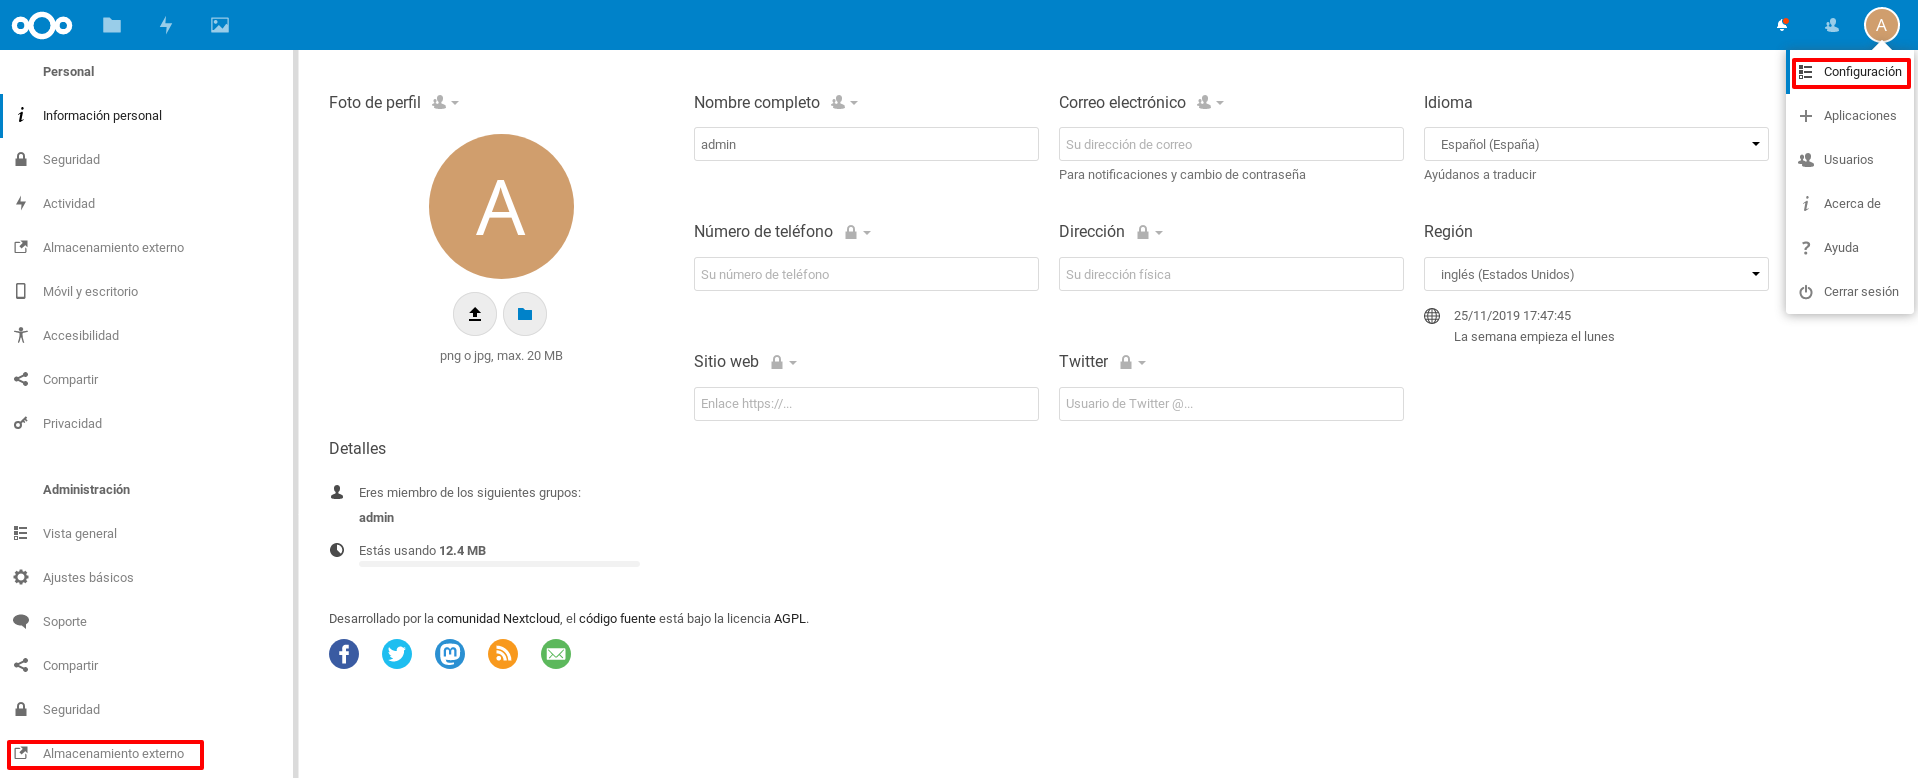 A
Personal
Información personal
Seguridad
Actividad
Almacenamiento externo
Móvil y escritorio
Accesibilidad
Compartir
Privacidad
Administración
Vista general
Ajustes básicos
Soporte
Compartir
Seguridad
Almacenamiento externo
Foto de perfil
A
png o jpg, max. 20 MB
Nombre completo
admin
Correo electrónico
Su dirección de correo
Para notificaciones y cambio de contraseña
Idioma
Español (España)
Ayúdanos a traducir
Número de teléfono
Su número de teléfono
Dirección
Su dirección física
Región
inglés (Estados Unidos)
25/11/2019 17:47:45
La semana empieza el lunes
Sitio web
Enlace https://...
Twitter
Usuario de Twitter @...
Detalles
Eres miembro de los siguientes grupos:
admin
Estás usando 12.4 MB
Desarrollado por la comunidad Nextcloud, el código fuente está bajo la licencia AGPL.
Configuración
Aplicaciones
Usuarios
Acerca de
Ayuda
Cerrar sesión